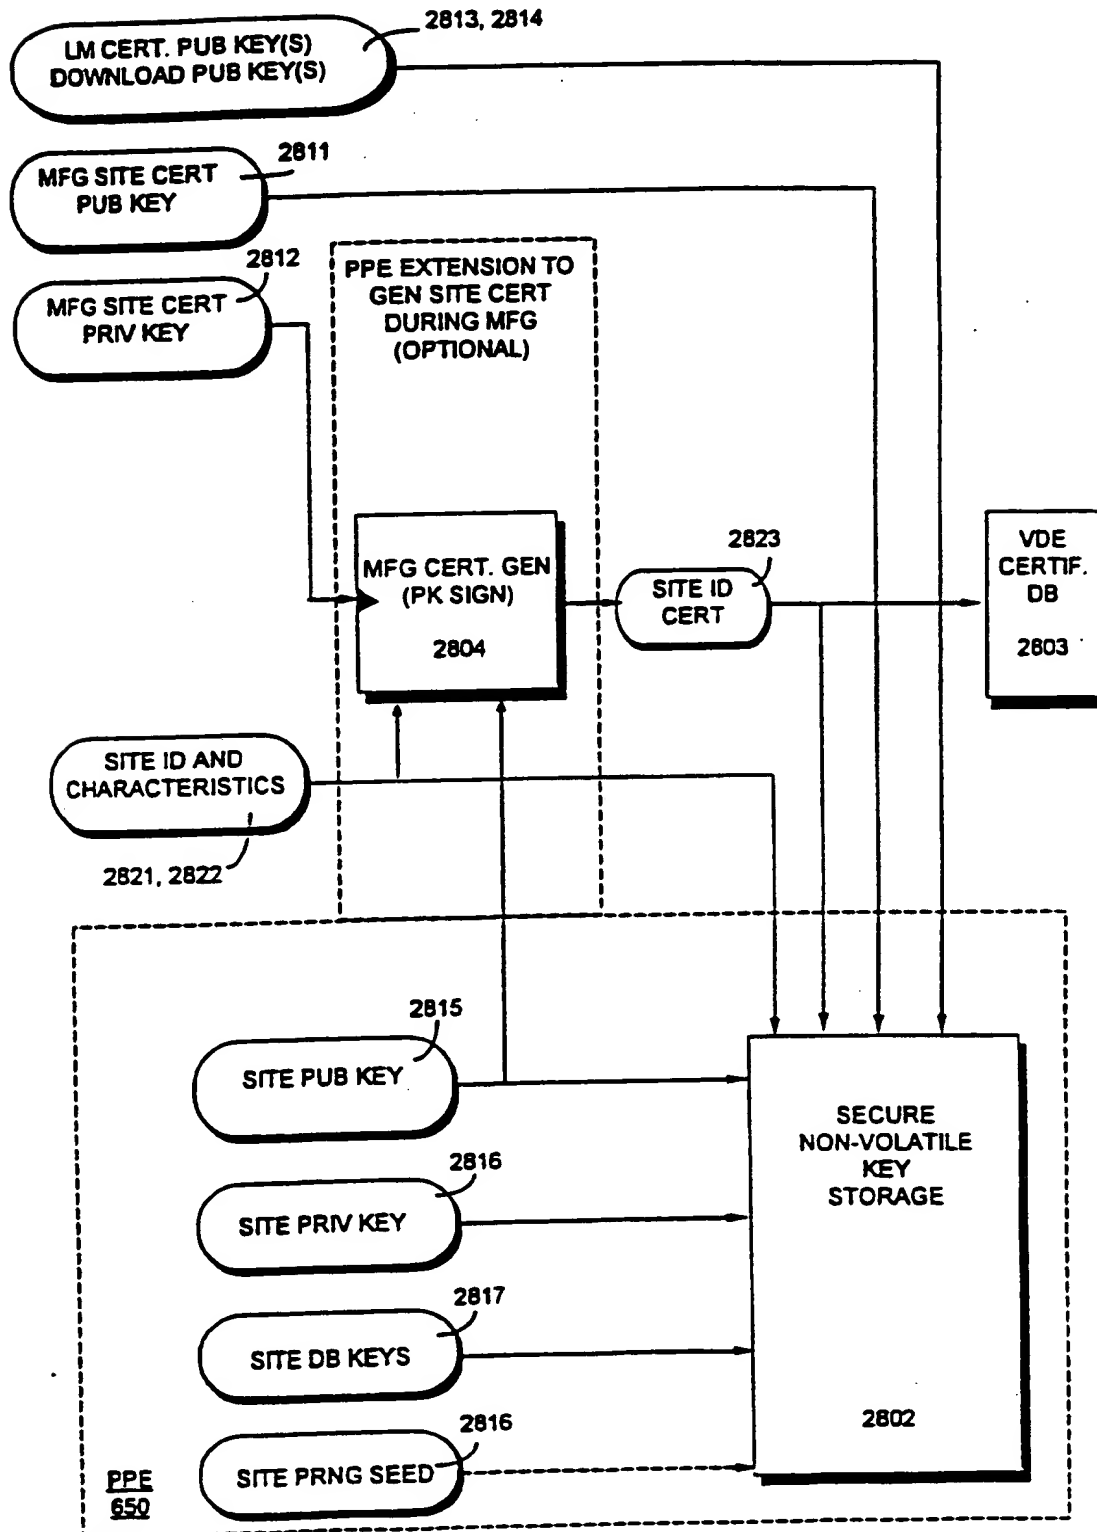 2813, 2814
LM CERT. PUB KEY(S)
DOWNLOAD PUB KEY(S)
2811
MFG SITE CERT
PUB KEY
2812
MFG SITE CERT
PRIV KEY
PPE EXTENSION TO
GEN SITE CERT
DURING MFG
(OPTIONAL)
MFG CERT. GEN
(PK SIGN)
2804
2823
SITE ID
CERT
VDE
CERTIF.
DB
2803
SITE ID AND
CHARACTERISTICS
2821, 2822
2815
SITE PUB KEY
2816
SITE PRIV KEY
2817
SITE DB KEYS
2816
SITE PRNG SEED
SECURE
NON-VOLATILE
KEY
STORAGE
2802
PPE
650